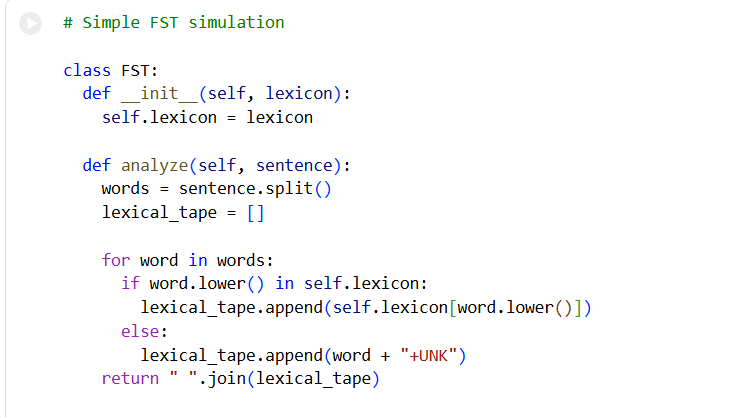 # Simple FST simulation
class FST:
  def __init__(self, lexicon):
    self.lexicon = lexicon
  def analyze(self, sentence):
    words = sentence.split()
    lexical_tape = []
    for word in words:
      if word.lower() in self.lexicon:
        lexical_tape.append(self.lexicon[word.lower()])
      else:
        lexical_tape.append(word + "+UNK")
    return " ".join(lexical_tape)